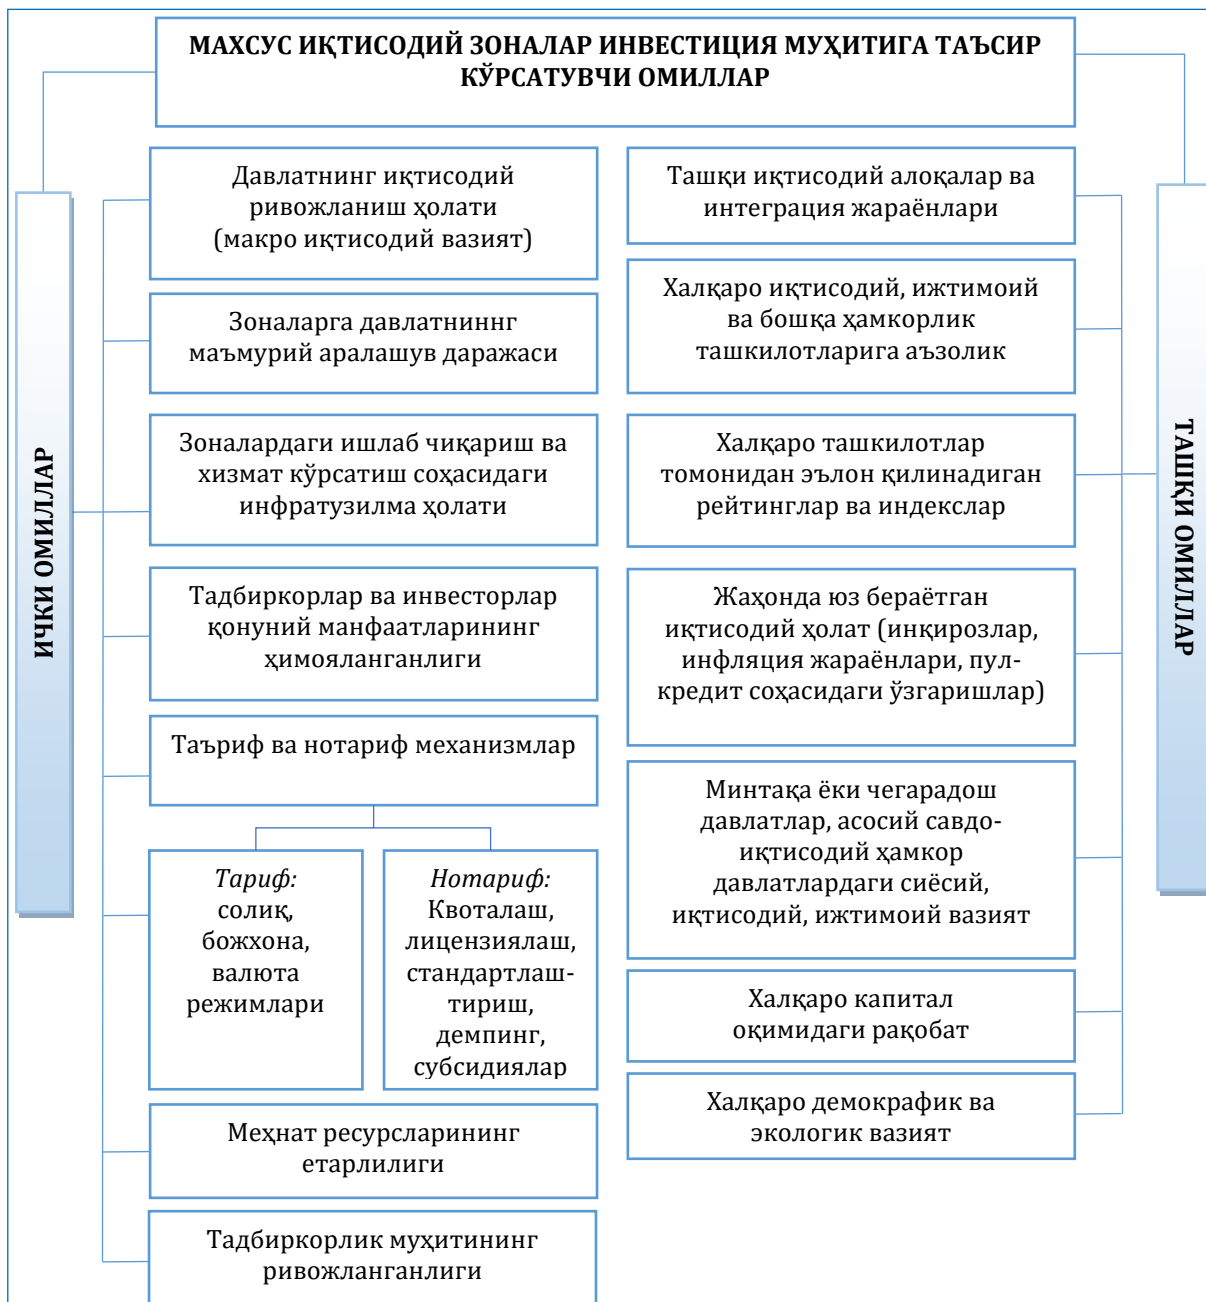 МАХСУС ИҚТИСОДИЙ ЗОНАЛАР ИНВЕСТИЦИЯ МУҲИТИГА ТАЪСИР
КЎРСАТУВЧИ ОМИЛЛАР
ИЧКИ ОМИЛЛАР
Давлатнинг иқтисодий
ривожланиш ҳолати
(макро иқтисодий вазият)
Зоналарга давлатниннг
маъмурий аралашув даражаси
Зоналардаги ишлаб чиқариш ва
хизмат кўрсатиш соҳасидаги
инфратузилма ҳолати
Тадбиркорлар ва инвесторлар
қонуний манфаатларининг
ҳимояланганлиги
Таъриф ва нотариф механизмлар
Тариф:
солиқ,
божхона,
валюта
режимлари
Нотариф:
Квоталаш,
лицензиялаш,
стандартлаш-
тириш,
демпинг,
субсидиялар
Меҳнат ресурсларининг
етарлилиги
Тадбиркорлик муҳитининг
ривожланганлиги
Ташқи иқтисодий алоқалар ва
интеграция жараёнлари
Халқаро иқтисодий, ижтимоий
ва бошқа ҳамкорлик
ташкилотларига аъзолик
Халқаро ташкилотлар
томонидан эълон қилинадиган
рейтинглар ва индекслар
Жаҳонда юз бераётган
иқтисодий ҳолат (инқирозлар,
инфляция жараёнлари, пул-
кредит соҳасидаги ўзгаришлар)
Минтақа ёки чегарадош
давлатлар, асосий савдо-
иқтисодий ҳамкор
давлатлардаги сиёсий,
иқтисодий, ижтимоий вазият
Халқаро капитал
оқимидаги рақобат
Халқаро демокрафик ва
экологик вазият
ТАШҚИ ОМИЛЛАР